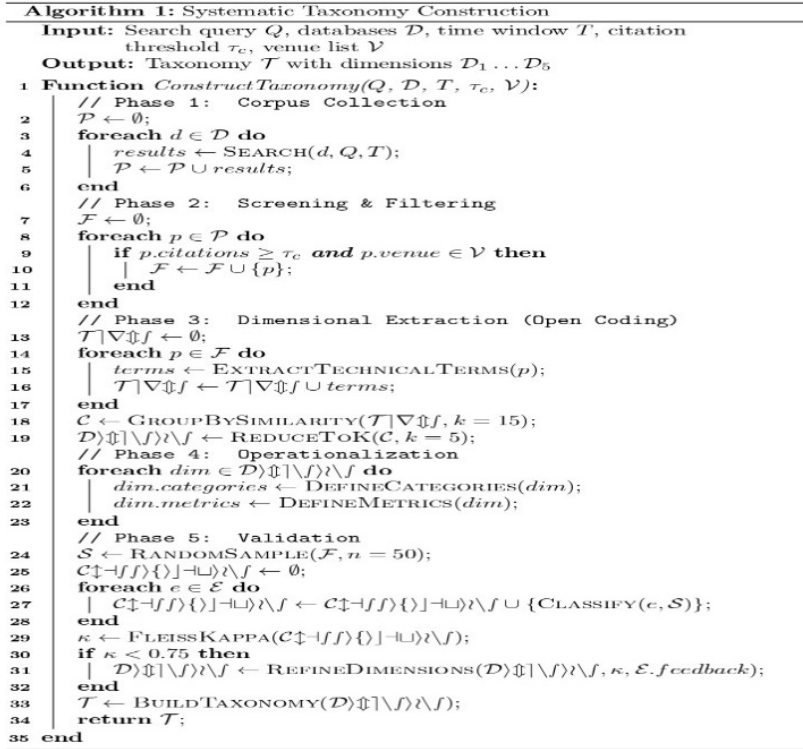 Algorithm 1: Systematic Taxonomy Construction
Input: Search query Q, databases 𝒟, time window T, citation
threshold τ_c, venue list 𝒱
Output: Taxonomy 𝒯 with dimensions 𝒟₁ … 𝒟₅
1 Function ConstructTaxonomy(Q, 𝒟, T, τ_c, 𝒱):
// Phase 1: Corpus Collection
2 𝒫 ← ∅;
3 foreach d ∈ 𝒟 do
4 results ← SEARCH(d, Q, T);
5 𝒫 ← 𝒫 ∪ results;
6 end
// Phase 2: Screening & Filtering
7 ℱ ← ∅;
8 foreach p ∈ 𝒫 do
9 if p.citations ≥ τ_c and p.venue ∈ 𝒱 then
10 ℱ ← ℱ ∪ {p};
11 end
12 end
// Phase 3: Dimensional Extraction (Open Coding)
13 𝒯⌉∇⇕∫ ← ∅;
14 foreach p ∈ ℱ do
15 terms ← EXTRACTTECHNICALTERMS(p);
16 𝒯⌉∇⇕∫ ← 𝒯⌉∇⇕∫ ∪ terms;
17 end
18 𝒞 ← GROUPBYSIMILARITY(𝒯⌉∇⇕∫, k = 15);
19 𝒟⟩⇕⌉\∫⟩≀\∫ ← REDUCETOK(𝒞, k = 5);
// Phase 4: Operationalization
20 foreach dim ∈ 𝒟⟩⇕⌉\∫⟩≀\∫ do
21 dim.categories ← DEFINECATEGORIES(dim);
22 dim.metrics ← DEFINEMETRICS(dim);
23 end
// Phase 5: Validation
24 𝒮 ← RANDOMSAMPLE(ℱ, n = 50);
25 𝒞↕⊣∫∫⟩{⟩⌋⊣⊔⟩≀\∫ ← ∅;
26 foreach e ∈ ℰ do
27 𝒞↕⊣∫∫⟩{⟩⌋⊣⊔⟩≀\∫ ← 𝒞↕⊣∫∫⟩{⟩⌋⊣⊔⟩≀\∫ ∪ {CLASSIFY(e, 𝒮)};
28 end
29 κ ← FLEISSKAPPA(𝒞↕⊣∫∫⟩{⟩⌋⊣⊔⟩≀\∫);
30 if κ < 0.75 then
31 𝒟⟩⇕⌉\∫⟩≀\∫ ← REFINEDIMENSIONS(𝒟⟩⇕⌉\∫⟩≀\∫, κ, ℰ.feedback);
32 end
33 𝒯 ← BUILDTAXONOMY(𝒟⟩⇕⌉\∫⟩≀\∫);
34 return 𝒯;
35 end